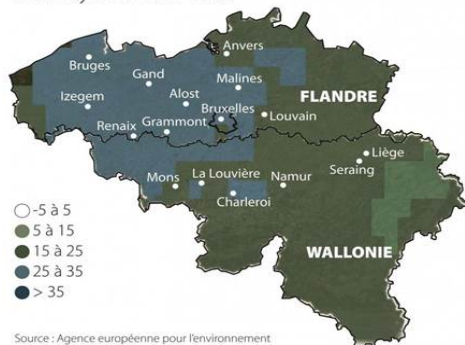 Anvers
Bruges
Gand
Malines
Izegem
Alost
Bruxelles
FLANDRE
Renaix
Grammont
Louvain
Liège
Mons
La Louvière
Namur
Seraing
Charleroi
-5 à 5
5 à 15
15 à 25
25 à 35
> 35
WALLONIE
Source : Agence européenne pour l'environnement